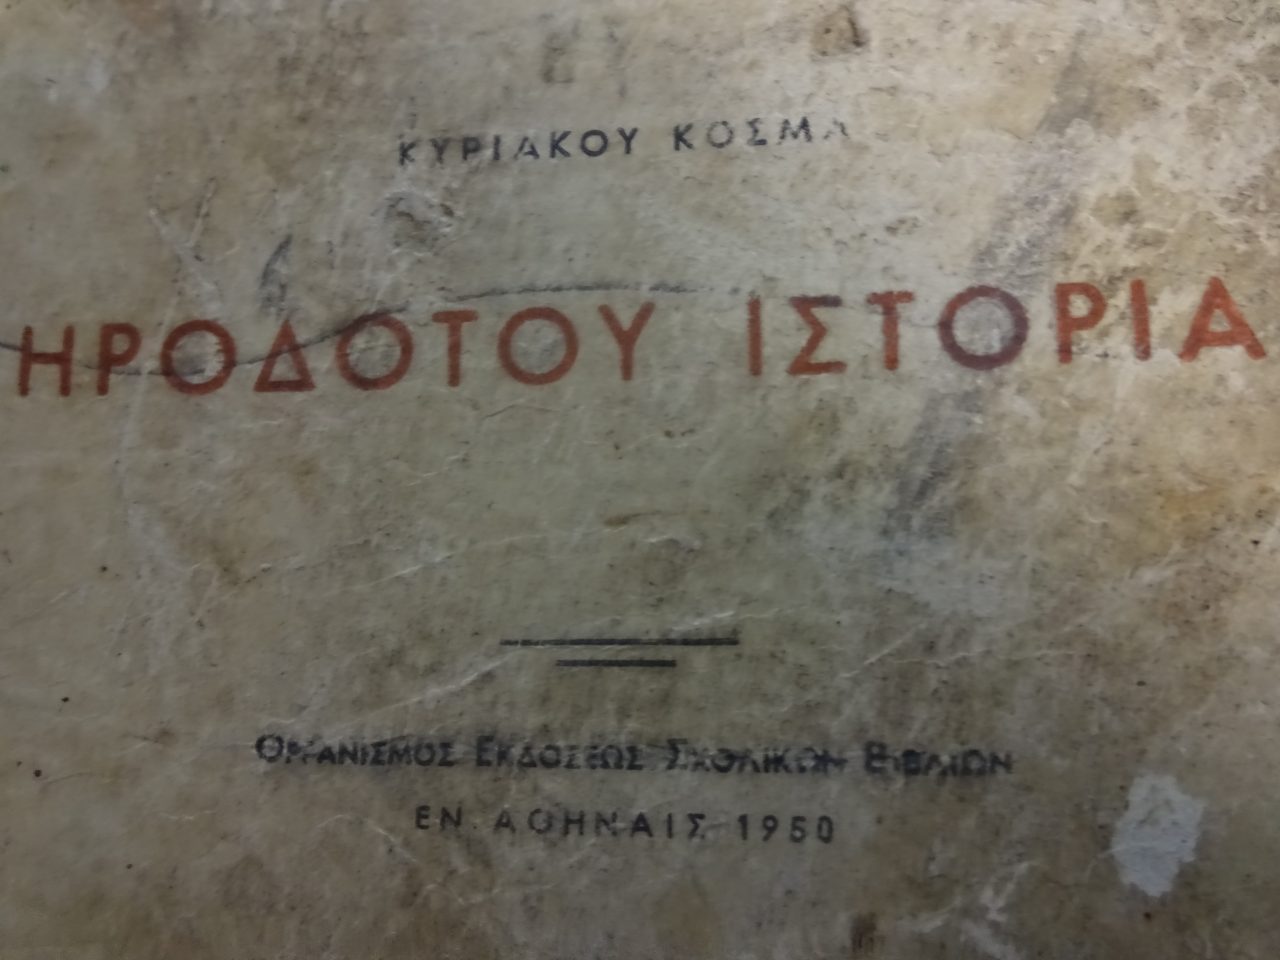 ΚΥΡΙΑΚΟΥ ΚΟΣΜΑ
ΗΡΟΔΟΤΟΥ ΙΣΤΟΡΙΑ
ΟΡΓΑΝΙΣΜΟΣ ΕΚΔΟΣΕΩΣ ΣΧΟΛΙΚΩΝ ΒΙΒΛΙΩΝ
ΕΝ ΑΘΗΝΑΙΣ 1950